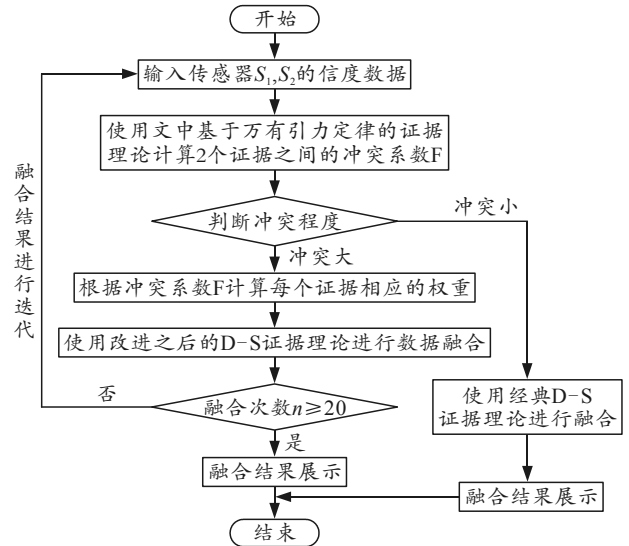 开始
输入传感器S₁,S₂的信度数据
使用文中基于万有引力定律的证据
理论计算2个证据之间的冲突系数F
判断冲突程度
冲突小
冲突大
根据冲突系数F计算每个证据相应的权重
使用改进之后的D-S证据理论进行数据融合
融合次数n≥20
否
是
融合结果进行迭代
融合结果展示
使用经典D-S
证据理论进行融合
融合结果展示
结束